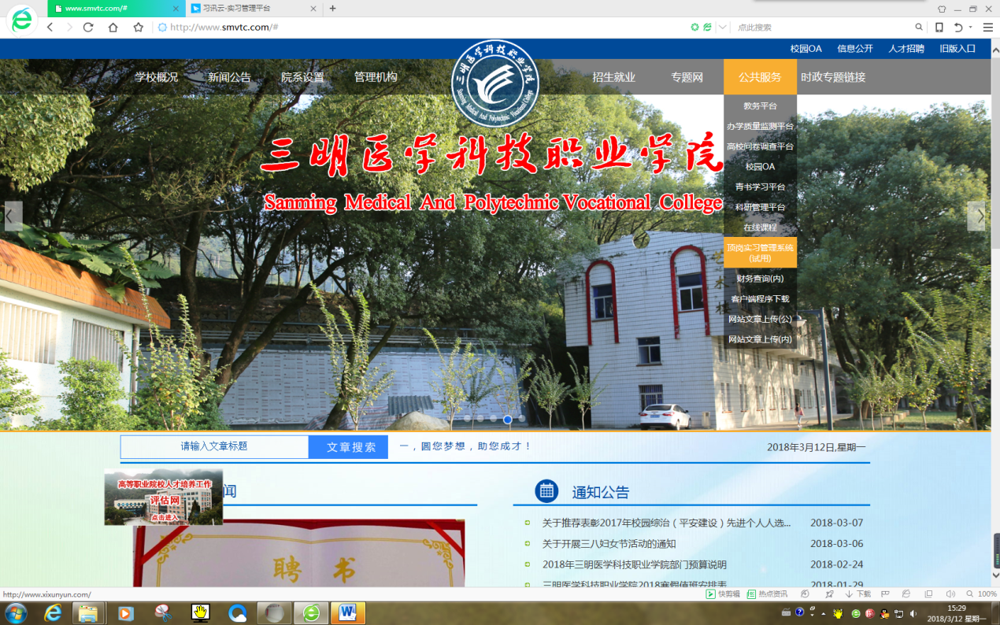 www.smvtc.com/#
习讯云-实习管理平台
http://www.smvtc.com/#
点此搜索
校园OA 信息公开 人才招聘 旧版入口
学校概况 新闻公告 院系设置 管理机构 招生就业 专题网 公共服务 时政专题链接
三明医学科技职业学院
Sanming Medical And Polytechnic Vocational College
教务平台
办学质量监测平台
高校问卷调查平台
校园OA
青书学习平台
科研管理平台
在线课程
顶岗实习管理系统
(试用)
财务查询(内)
客户端程序下载
网站文章上传(公)
网站文章上传(内)
三明医学科技职业学院
Sanming Medical And Polytechnic Vocational College
请输入文章标题 文章搜索 一，圆您梦想，助您成才！ 2018年3月12日,星期一
高等职业院校人才培养工作
评估网
点击进入
闻
聘书
通知公告
关于推荐表彰2017年校园综治（平安建设）先进个人人选... 2018-03-07
关于开展三八妇女节活动的通知 2018-03-06
2018年三明医学科技职业学院部门预算说明 2018-02-24
三明医学科技职业学院2018寒假值班安排表 2018-01-29
http://www.xixunyun.com/
快剪辑 热点资讯 下载 100%
15:29
2018/3/12 星期一